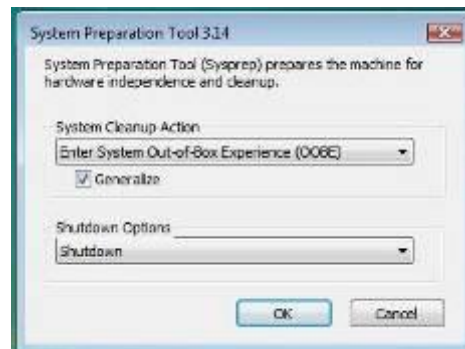 System Preparation Tool 3.14
System Preparation Tool (Sysprep) prepares the machine for
hardware independence and cleanup.
System Cleanup Action
Enter System Out-of-Box Experience (OOBE)
Generalize
Shutdown Options
Shutdown
OK
Cancel